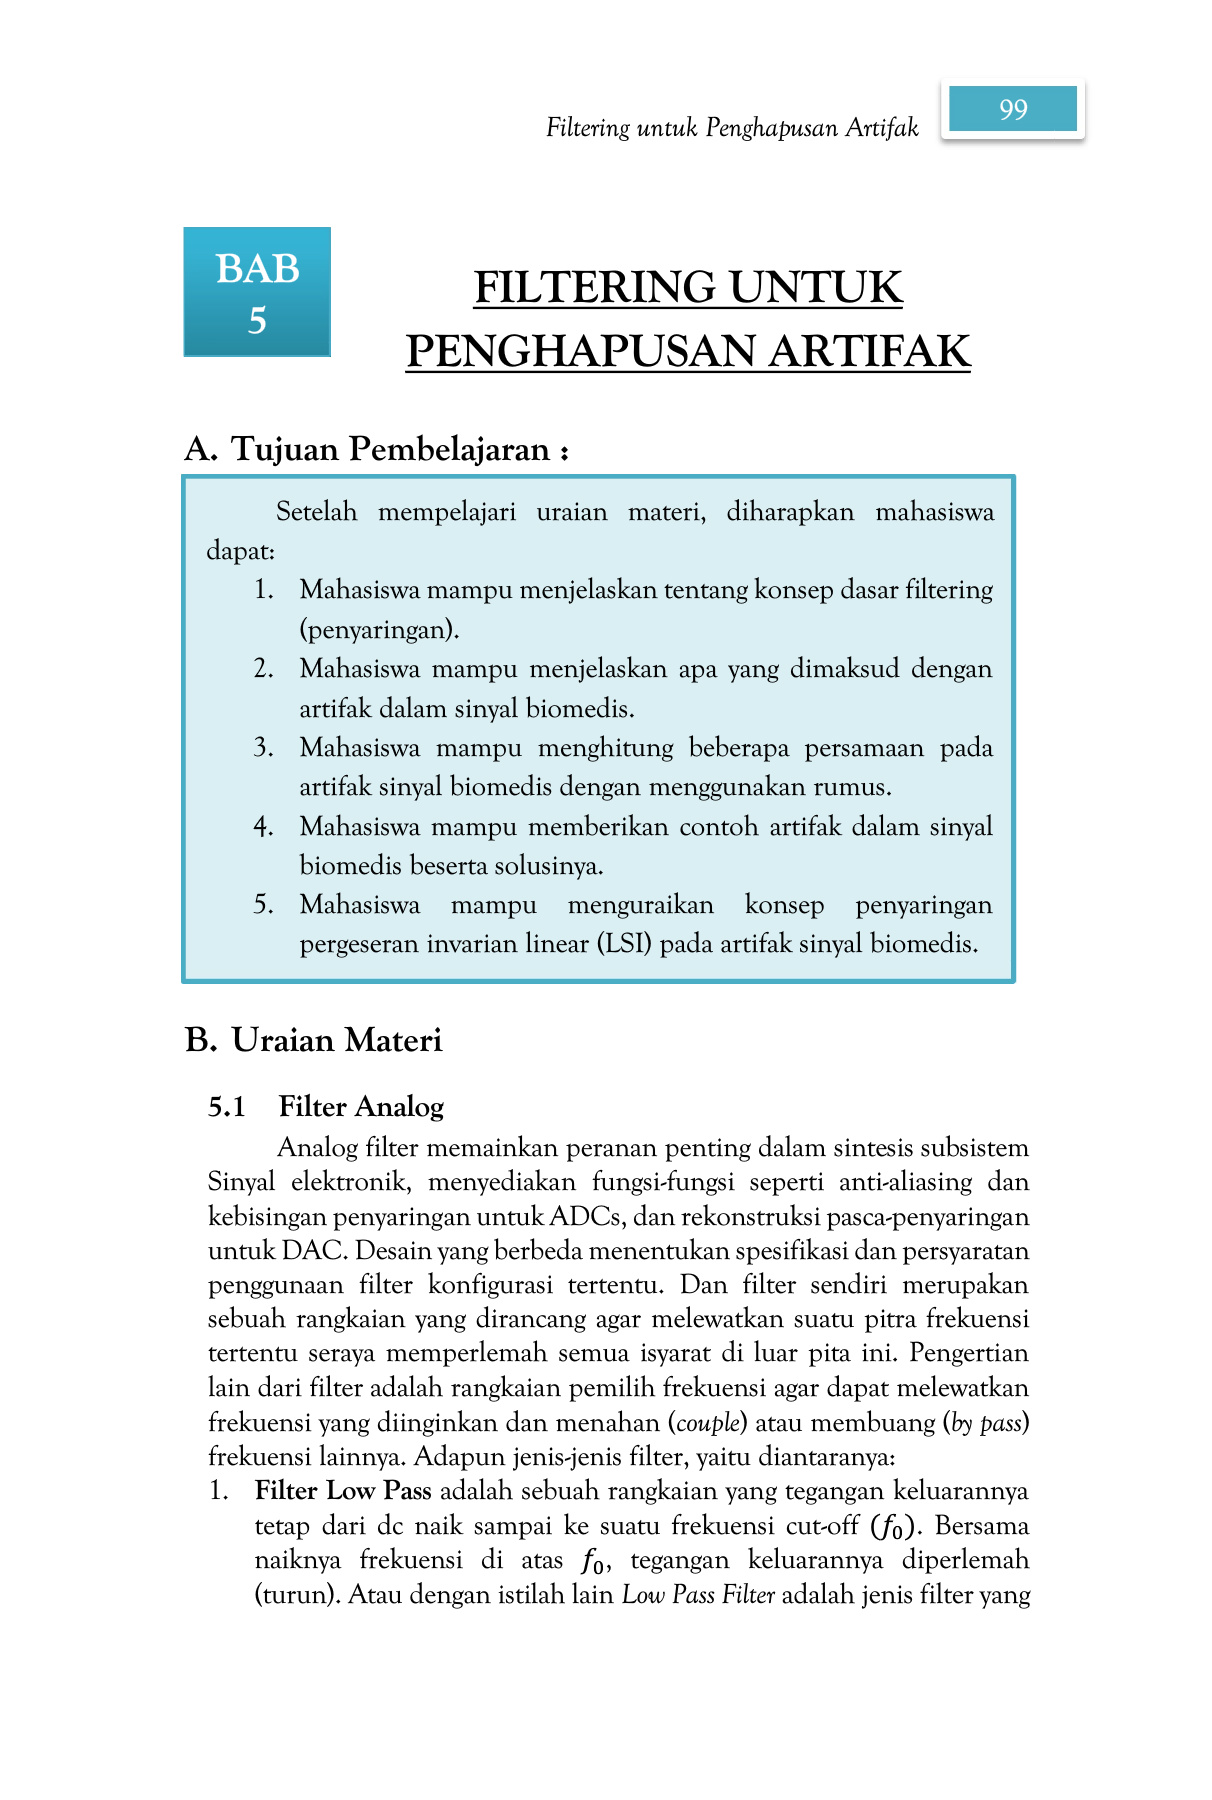 Filtering untuk Penghapusan Artifak
99
BAB
5
FILTERING UNTUK
PENGHAPUSAN ARTIFAK
A. Tujuan Pembelajaran :
Setelah mempelajari uraian materi, diharapkan mahasiswa
dapat:
1. Mahasiswa mampu menjelaskan tentang konsep dasar filtering
(penyaringan).
2. Mahasiswa mampu menjelaskan apa yang dimaksud dengan
artifak dalam sinyal biomedis.
3. Mahasiswa mampu menghitung beberapa persamaan pada
artifak sinyal biomedis dengan menggunakan rumus.
4. Mahasiswa mampu memberikan contoh artifak dalam sinyal
biomedis beserta solusinya.
5. Mahasiswa mampu menguraikan konsep penyaringan
pergeseran invarian linear (LSI) pada artifak sinyal biomedis.
B. Uraian Materi
5.1 Filter Analog
Analog filter memainkan peranan penting dalam sintesis subsistem
Sinyal elektronik, menyediakan fungsi-fungsi seperti anti-aliasing dan
kebisingan penyaringan untuk ADCs, dan rekonstruksi pasca-penyaringan
untuk DAC. Desain yang berbeda menentukan spesifikasi dan persyaratan
penggunaan filter konfigurasi tertentu. Dan filter sendiri merupakan
sebuah rangkaian yang dirancang agar melewatkan suatu pitra frekuensi
tertentu seraya memperlemah semua isyarat di luar pita ini. Pengertian
lain dari filter adalah rangkaian pemilih frekuensi agar dapat melewatkan
frekuensi yang diinginkan dan menahan (couple) atau membuang (by pass)
frekuensi lainnya. Adapun jenis-jenis filter, yaitu diantaranya:
1. Filter Low Pass adalah sebuah rangkaian yang tegangan keluarannya
tetap dari dc naik sampai ke suatu frekuensi cut-off (f₀). Bersama
naiknya frekuensi di atas f₀, tegangan keluarannya diperlemah
(turun). Atau dengan istilah lain Low Pass Filter adalah jenis filter yang